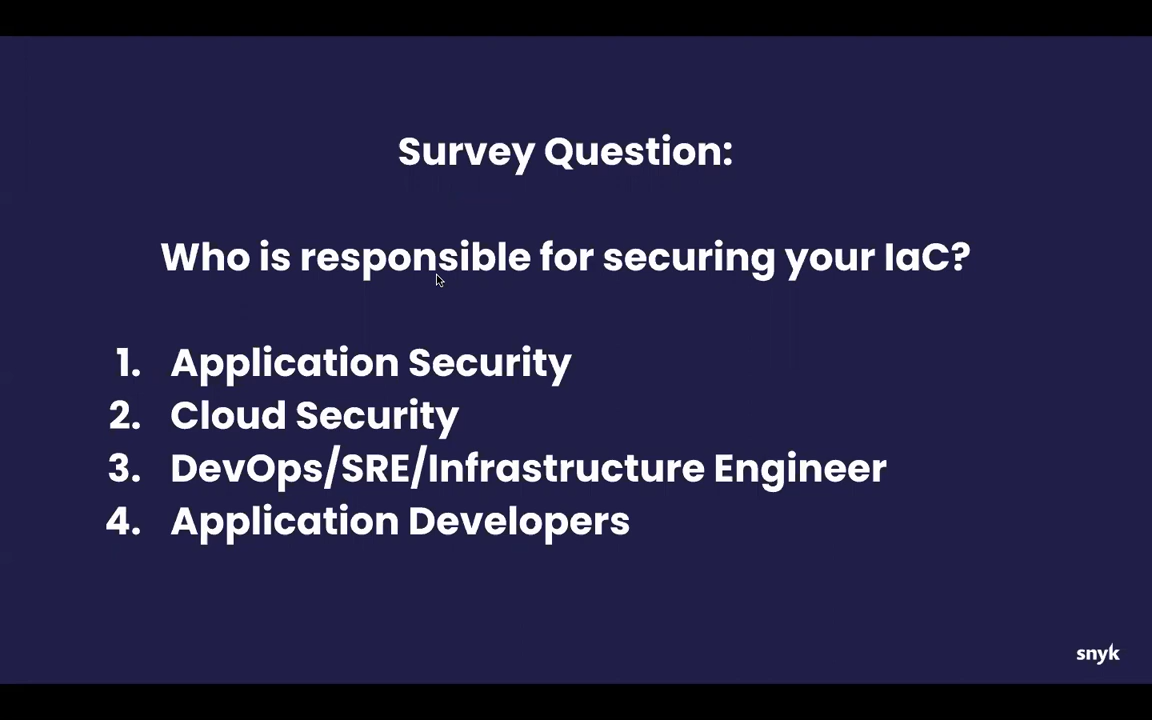 Survey Question:
Who is responsible for securing your IaC?
1. Application Security
2. Cloud Security
3. DevOps/SRE/Infrastructure Engineer
4. Application Developers
snyk